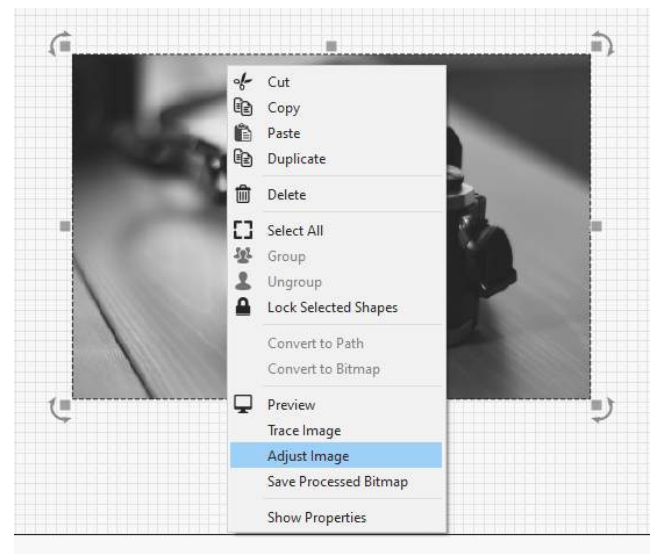 Cut
Copy
Paste
Duplicate
Delete
Select All
Group
Ungroup
Lock Selected Shapes
Convert to Path
Convert to Bitmap
Preview
Trace Image
Adjust Image
Save Processed Bitmap
Show Properties